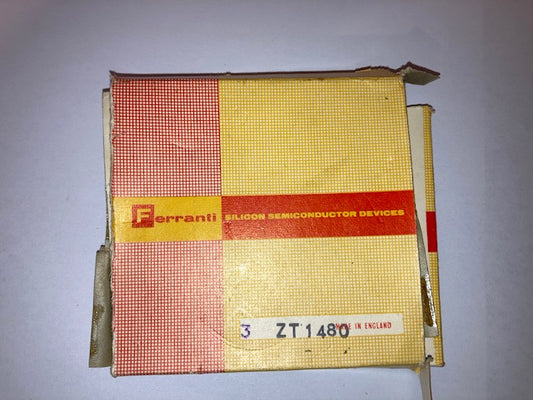 Ferranti SILICON SEMICONDUCTOR DEVICES
3 ZT1480 MADE IN ENGLAND